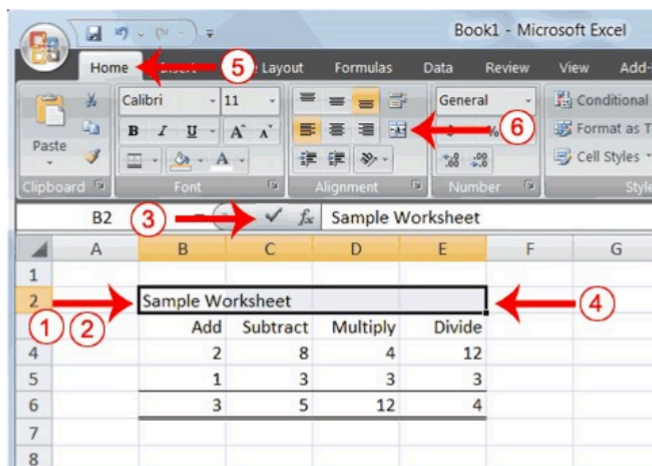 Book1 - Microsoft Excel
Home Insert Layout Formulas Data Review View Add-
Calibri 11 General Conditional
B I U A A % Format as T
Paste A Cell Styles
Clipboard Font Alignment Number Style
B2 fx Sample Worksheet
A B C D E F G
1
2 Sample Worksheet
Add Subtract Multiply Divide
4 2 8 4 12
5 1 3 3 3
6 3 5 12 4
7
8
5
6
3
4
1 2